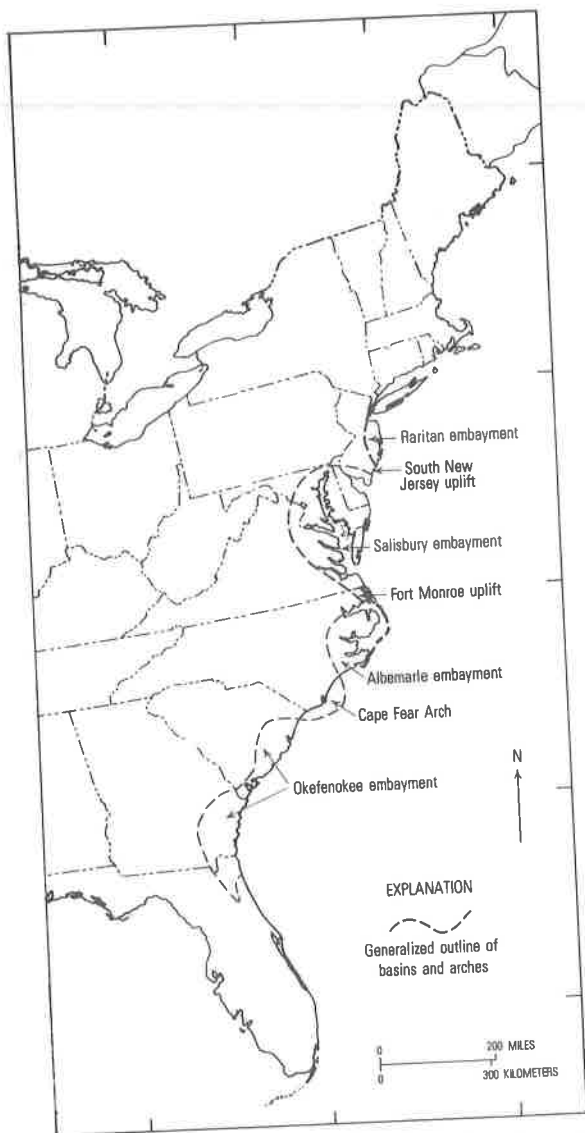 Raritan embayment
South New
Jersey uplift
Salisbury embayment
Fort Monroe uplift
Albemarle embayment
Cape Fear Arch
Okefenokee embayment
N
EXPLANATION
Generalized outline of
basins and arches
0 200 MILES
0 300 KILOMETERS